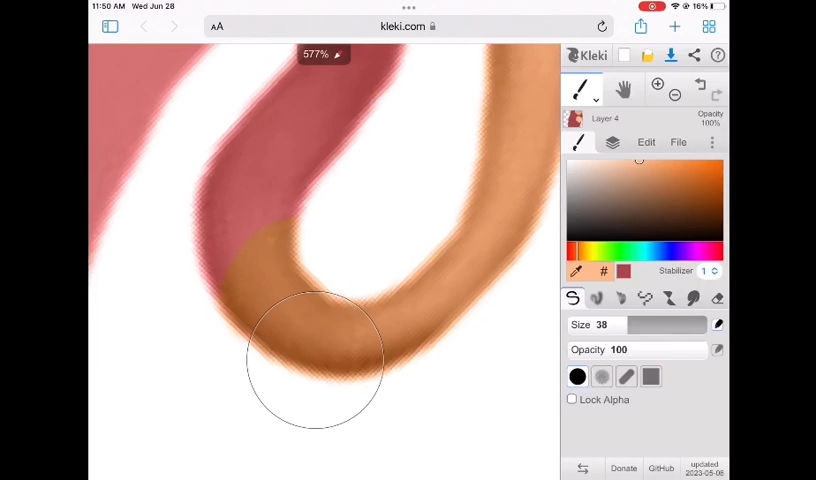 11:50 AM Wed Jun 28
16%
AA
kleki.com
577%
Kleki
?
Layer 4
Opacity
100%
Edit
File
#
Stabilizer
1
Size 38
Opacity 100
Lock Alpha
Donate
GitHub
updated
2023-05-06